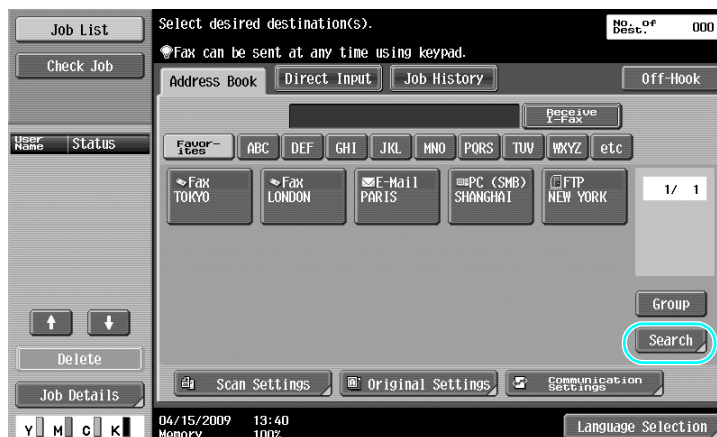 Job List
Check Job
User Name Status
Delete
Job Details
Y M C K
Select desired destination(s).
Fax can be sent at any time using keypad.
No. of Dest. 000
Address Book Direct Input Job History Off-Hook
Receive I-Fax
Favor-ites ABC DEF GHI JKL MNO PQRS TUV WXYZ etc
Fax TOKYO
Fax LONDON
E-Mail PARIS
PC (SMB) SHANGHAI
FTP NEW YORK
1/ 1
Group
Search
Scan Settings Original Settings Communication Settings
04/15/2009 13:40
Memory 100%
Language Selection